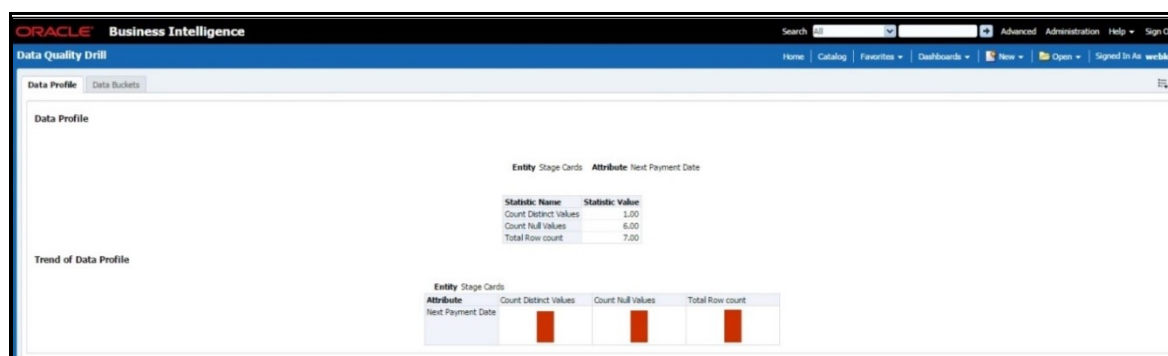 ORACLE Business Intelligence Search All Advanced Administration Help Sign O
Data Quality Drill Home Catalog Favorites Dashboards New Open Signed In As
Data Profile Data Buckets
Data Profile
Entity Stage Cards Attribute Next Payment Date
Statistic Name Statistic Value
Count Distinct Values 1.00
Count Null Values 6.00
Total Row count 7.00
Trend of Data Profile
Entity Stage Cards
Attribute Count Distinct Values Count Null Values Total Row count
Next Payment Date